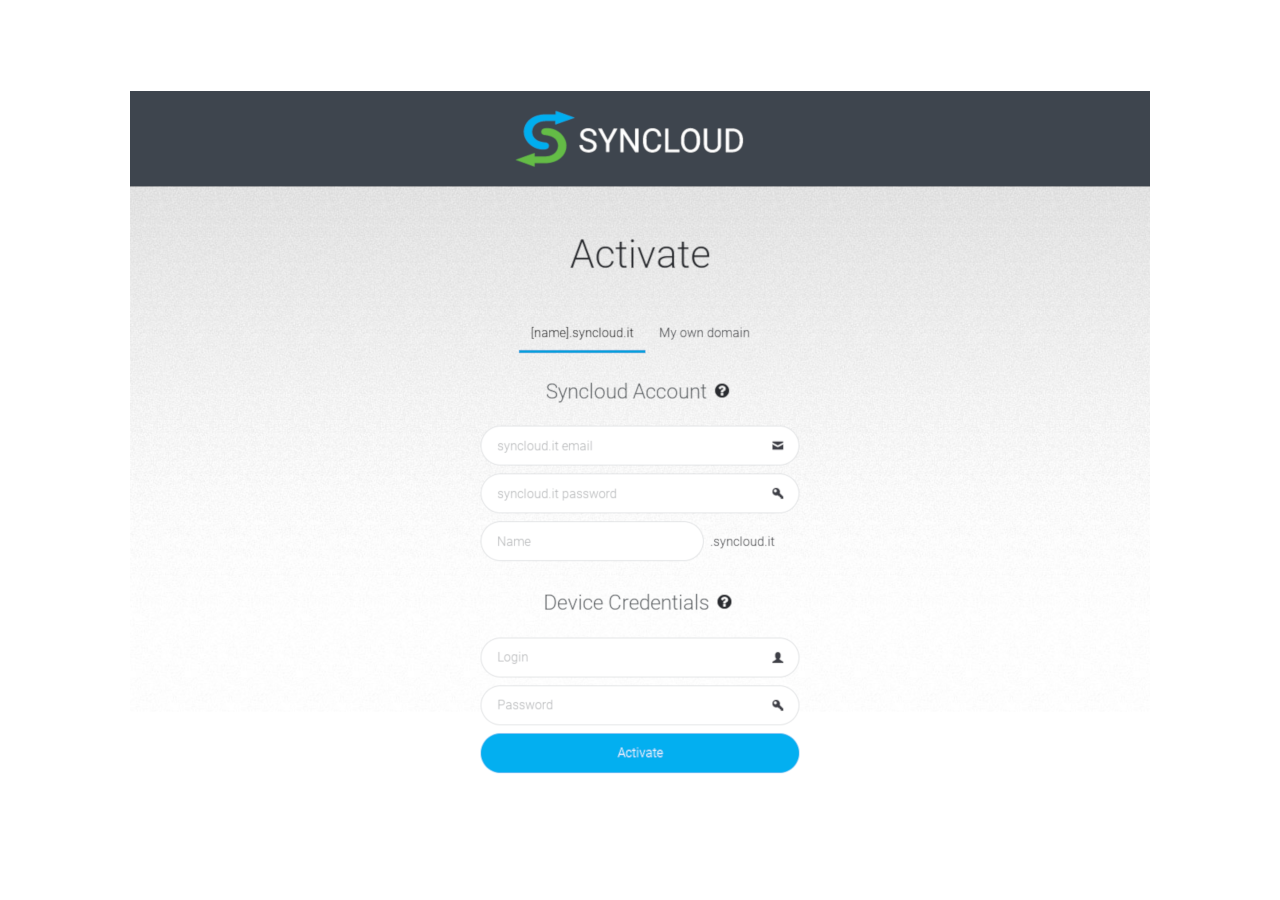 SYNCLOUD
Activate
[name].syncloud.it My own domain
Syncloud Account
syncloud.it email
syncloud.it password
Name .syncloud.it
Device Credentials
Login
Password
Activate